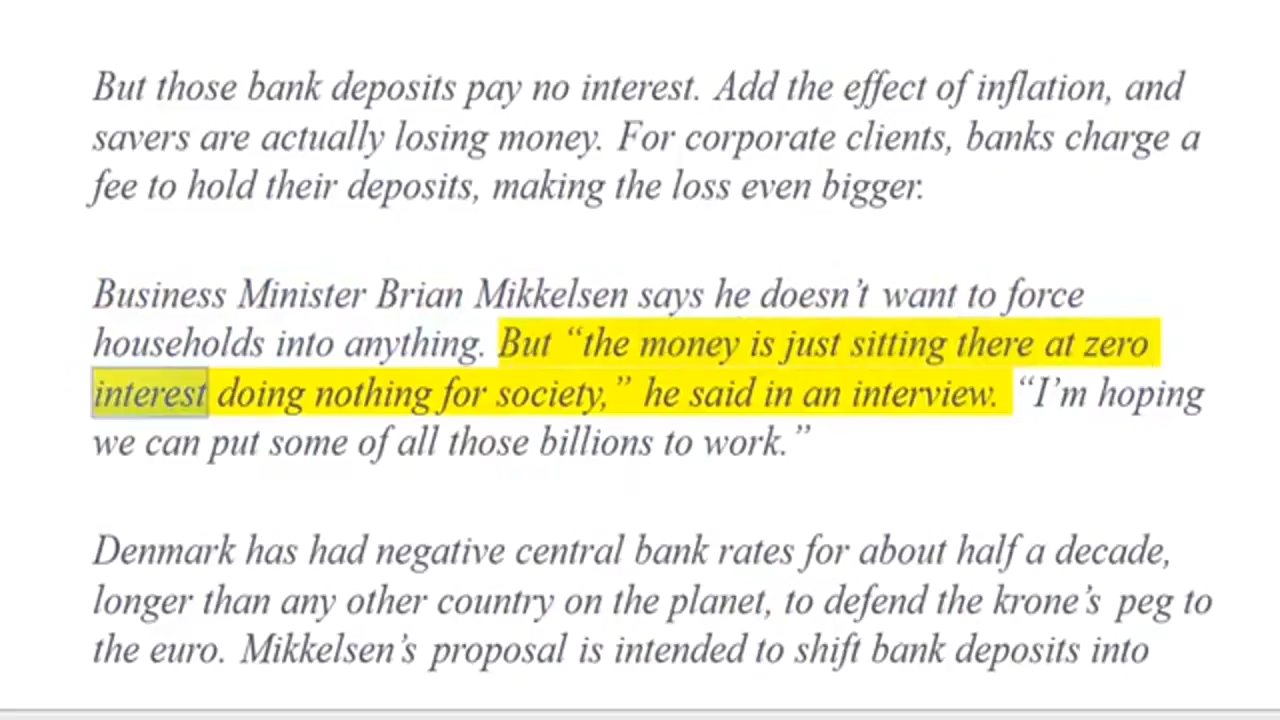 But those bank deposits pay no interest. Add the effect of inflation, and
savers are actually losing money. For corporate clients, banks charge a
fee to hold their deposits, making the loss even bigger.
Business Minister Brian Mikkelsen says he doesn’t want to force
households into anything. But “the money is just sitting there at zero
interest doing nothing for society,” he said in an interview. “I’m hoping
we can put some of all those billions to work.”
Denmark has had negative central bank rates for about half a decade,
longer than any other country on the planet, to defend the krone’s peg to
the euro. Mikkelsen’s proposal is intended to shift bank deposits into